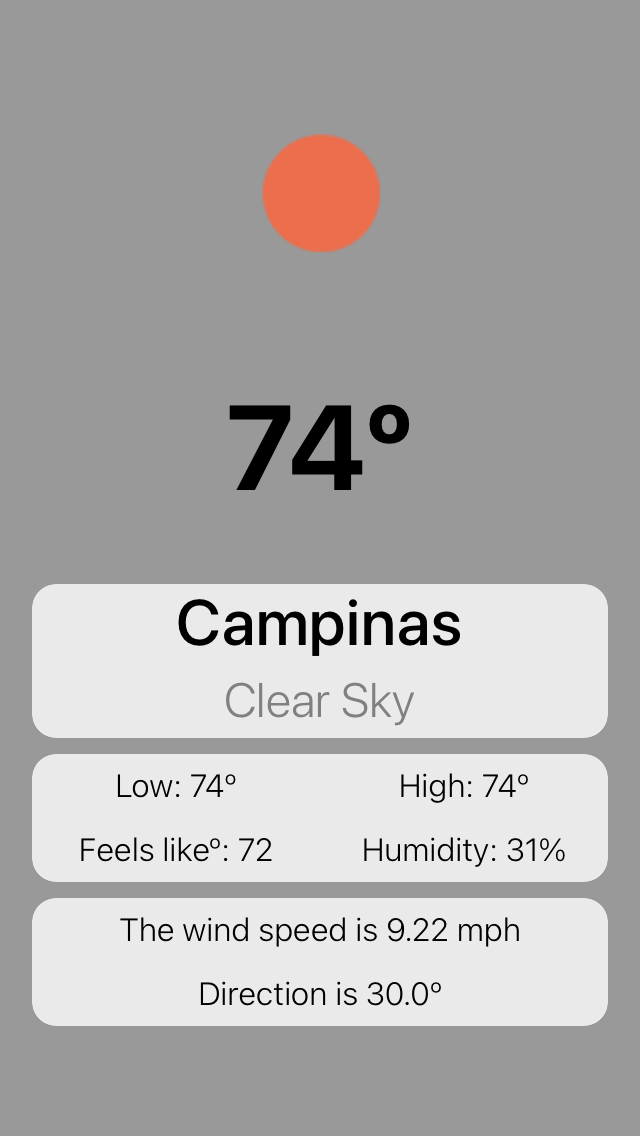 74º
Campinas
Clear Sky
Low: 74º
High: 74º
Feels likeº: 72
Humidity: 31%
The wind speed is 9.22 mph
Direction is 30.0º